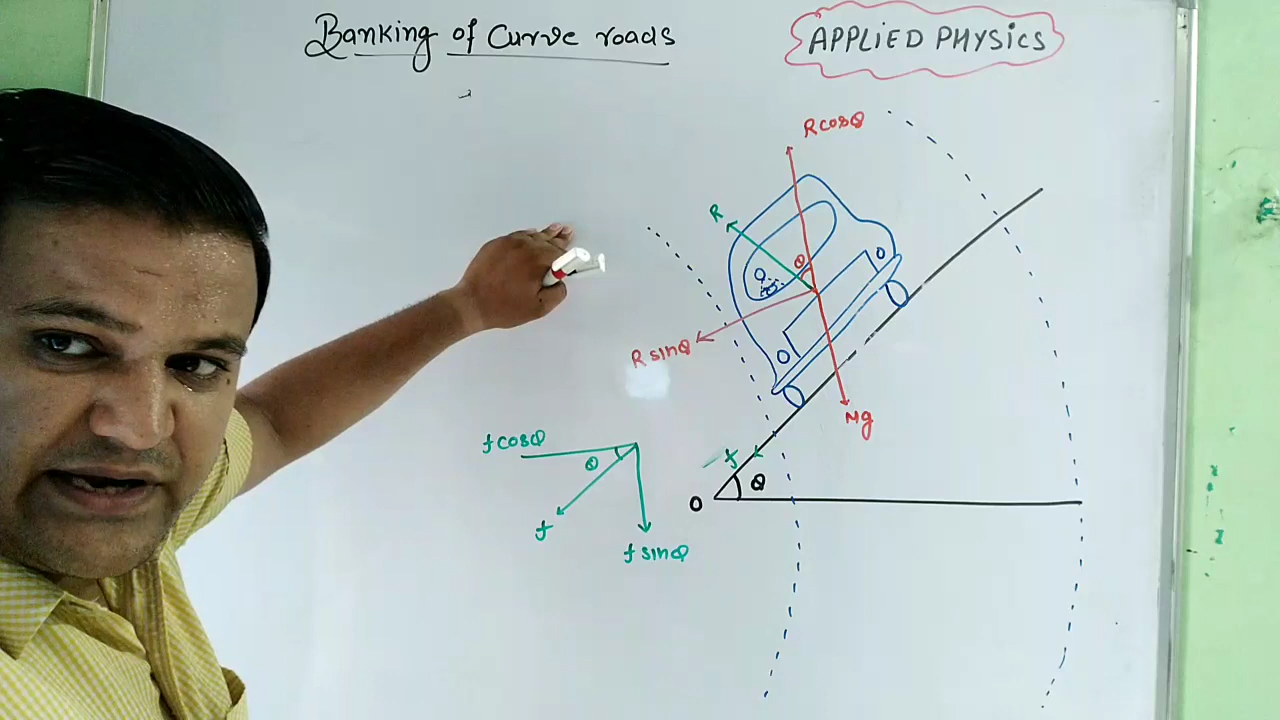 Banking of Curve roads
APPLiED PHYSICS
R cosθ
R
θ
R sinθ
Mg
f cosθ
θ
f
f
θ
O
f sinθ